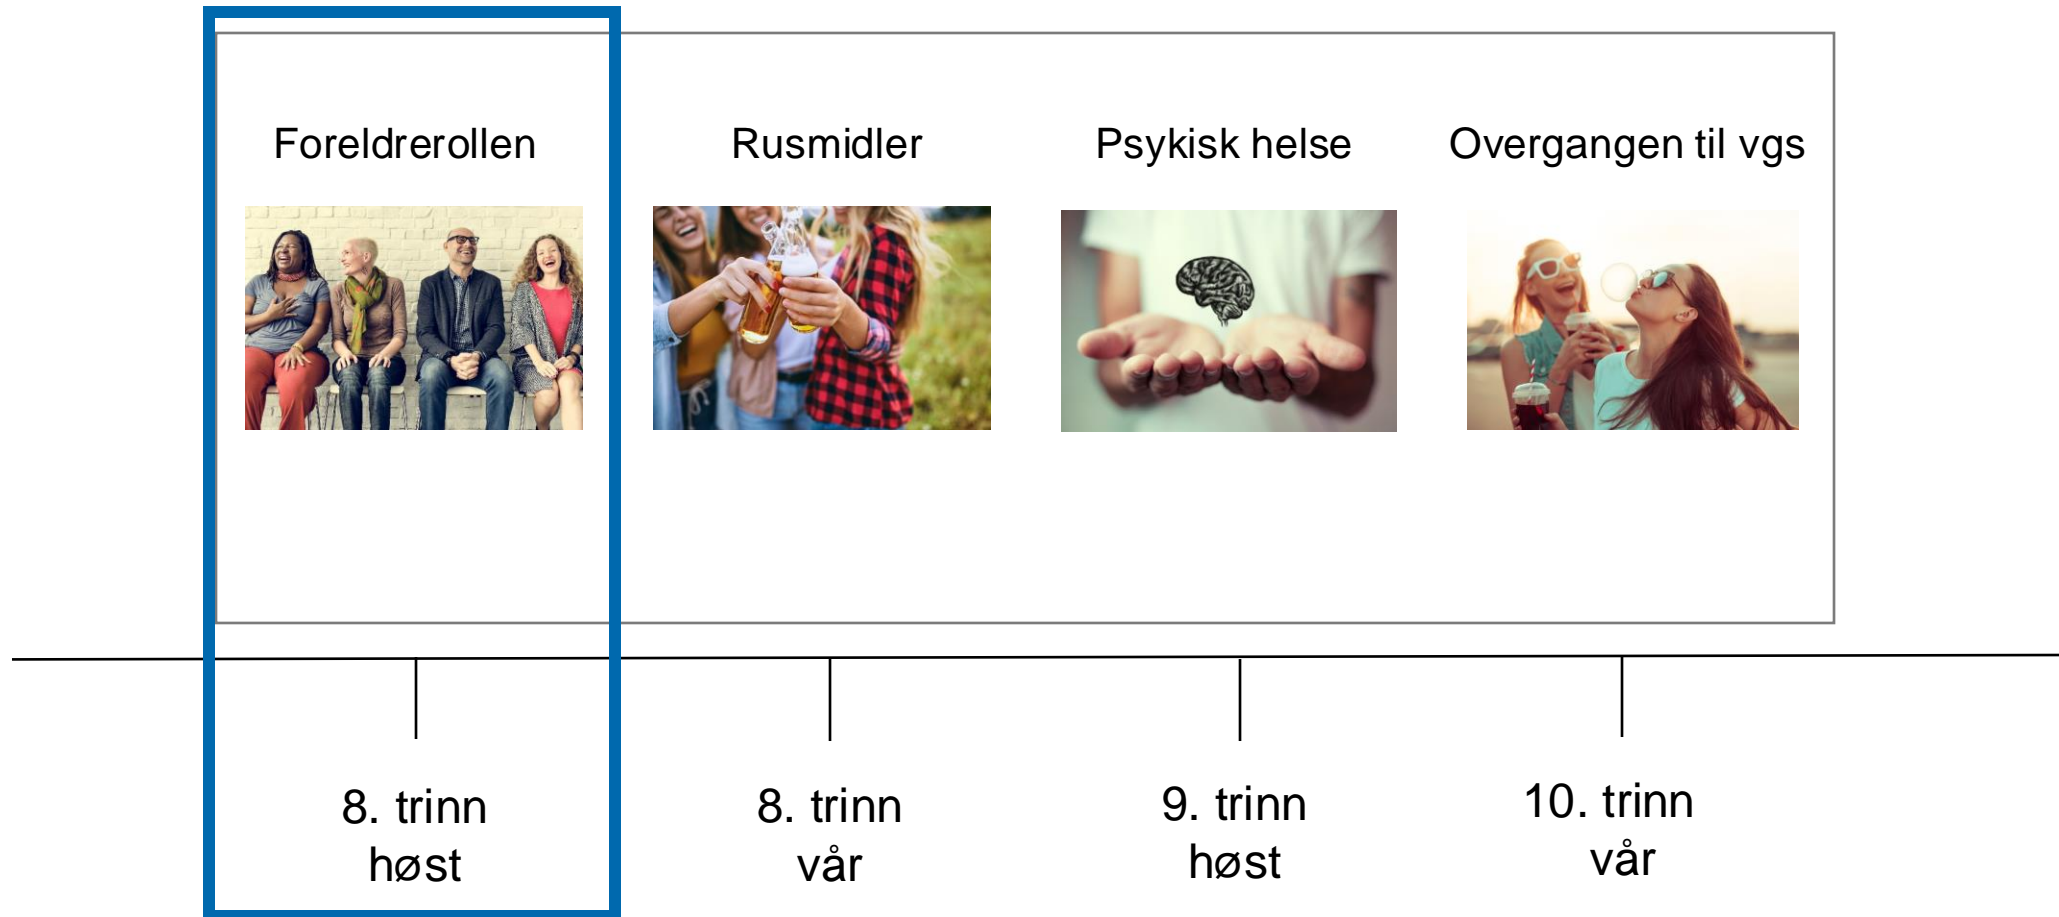 Foreldrerollen
Rusmidler
Psykisk helse
Overgangen til vgs
8. trinn
høst
8. trinn
vår
9. trinn
høst
10. trinn
vår